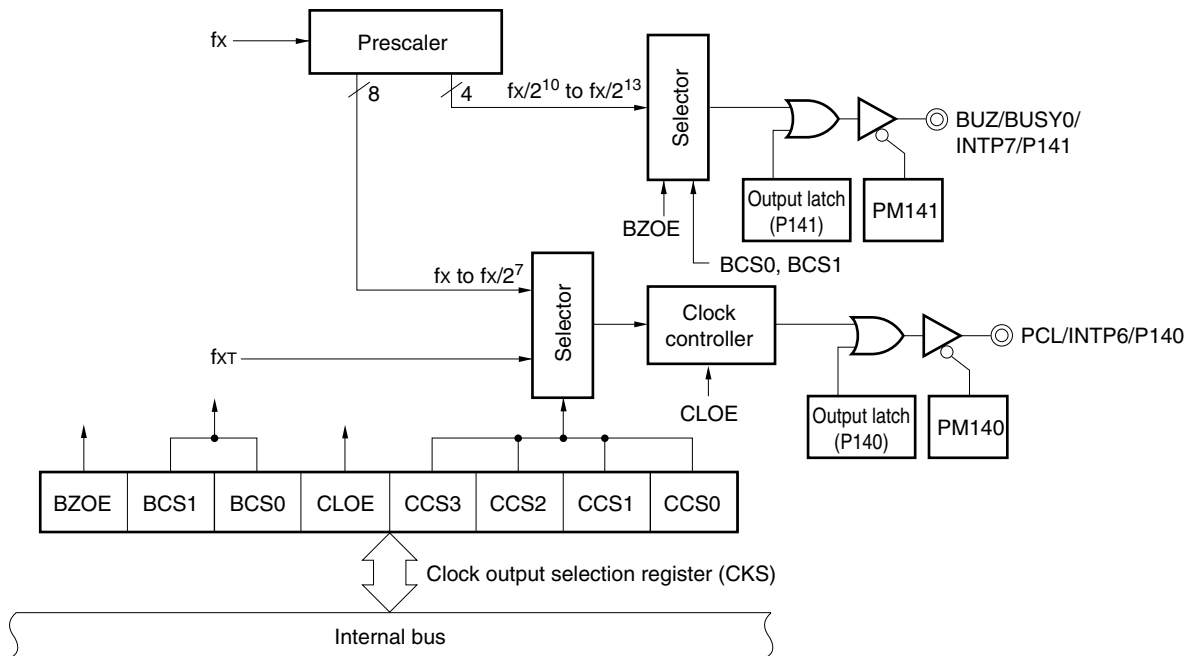 fX
Prescaler
8
4
fX/2^10 to fX/2^13
Selector
BUZ/BUSY0/
INTP7/P141
Output latch
(P141)
PM141
BZOE
BCS0, BCS1
fX to fX/2^7
Selector
Clock
controller
PCL/INTP6/P140
fXT
CLOE
Output latch
(P140)
PM140
BZOE BCS1 BCS0 CLOE CCS3 CCS2 CCS1 CCS0
Clock output selection register (CKS)
Internal bus